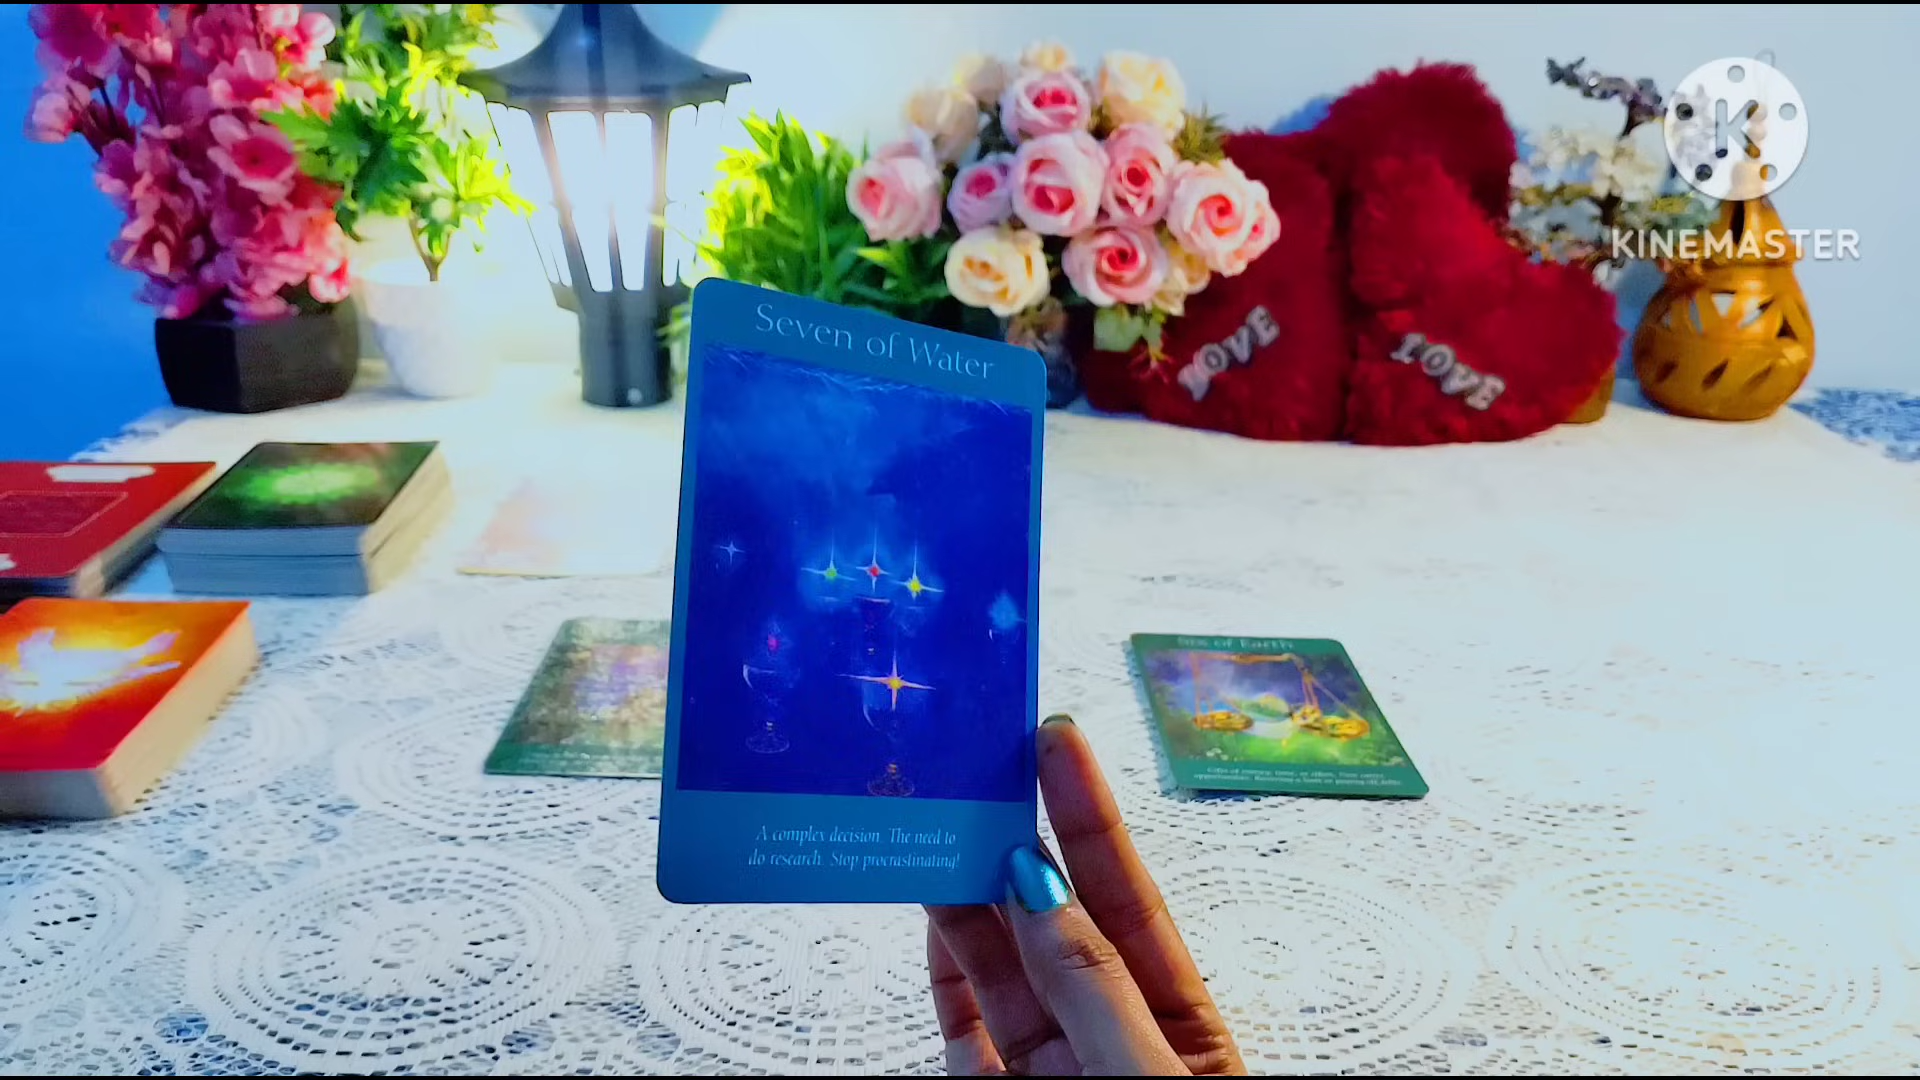 K
KINEMASTER
LOVE
LOVE
Seven of Water
A complex decision. The need to
do research. Stop procrastinating!
Six of Earth